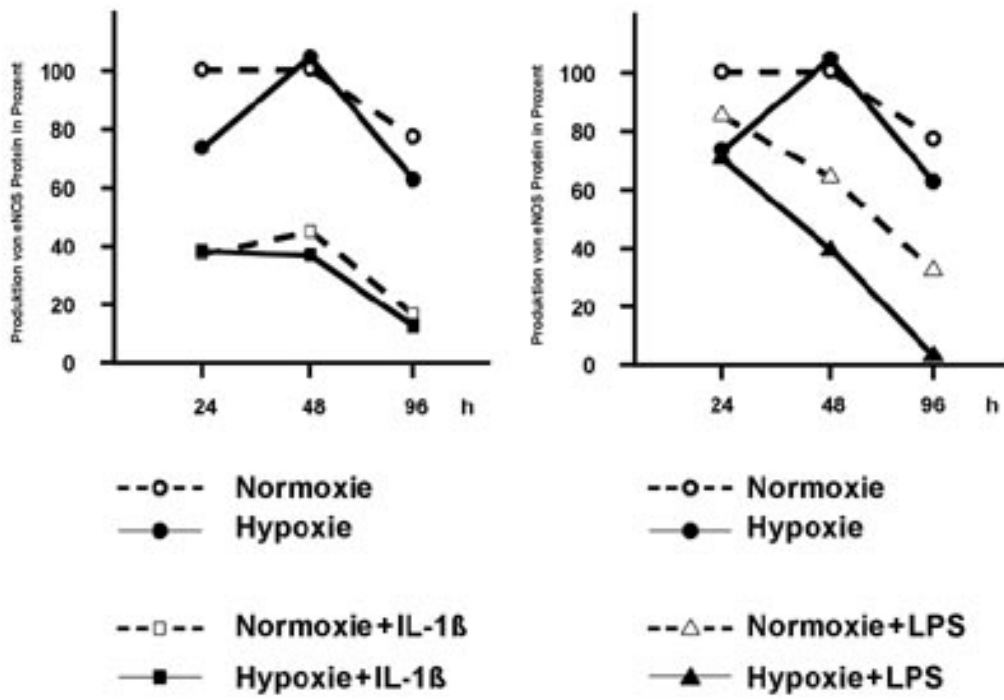 Produktion von eNOS Protein in Prozent
100
80
60
40
20
0
24 48 96 h
Normoxie
Hypoxie
Normoxie+IL-1ß
Hypoxie+IL-1ß
Produktion von eNOS Protein in Prozent
100
80
60
40
20
0
24 48 96 h
Normoxie
Hypoxie
Normoxie+LPS
Hypoxie+LPS